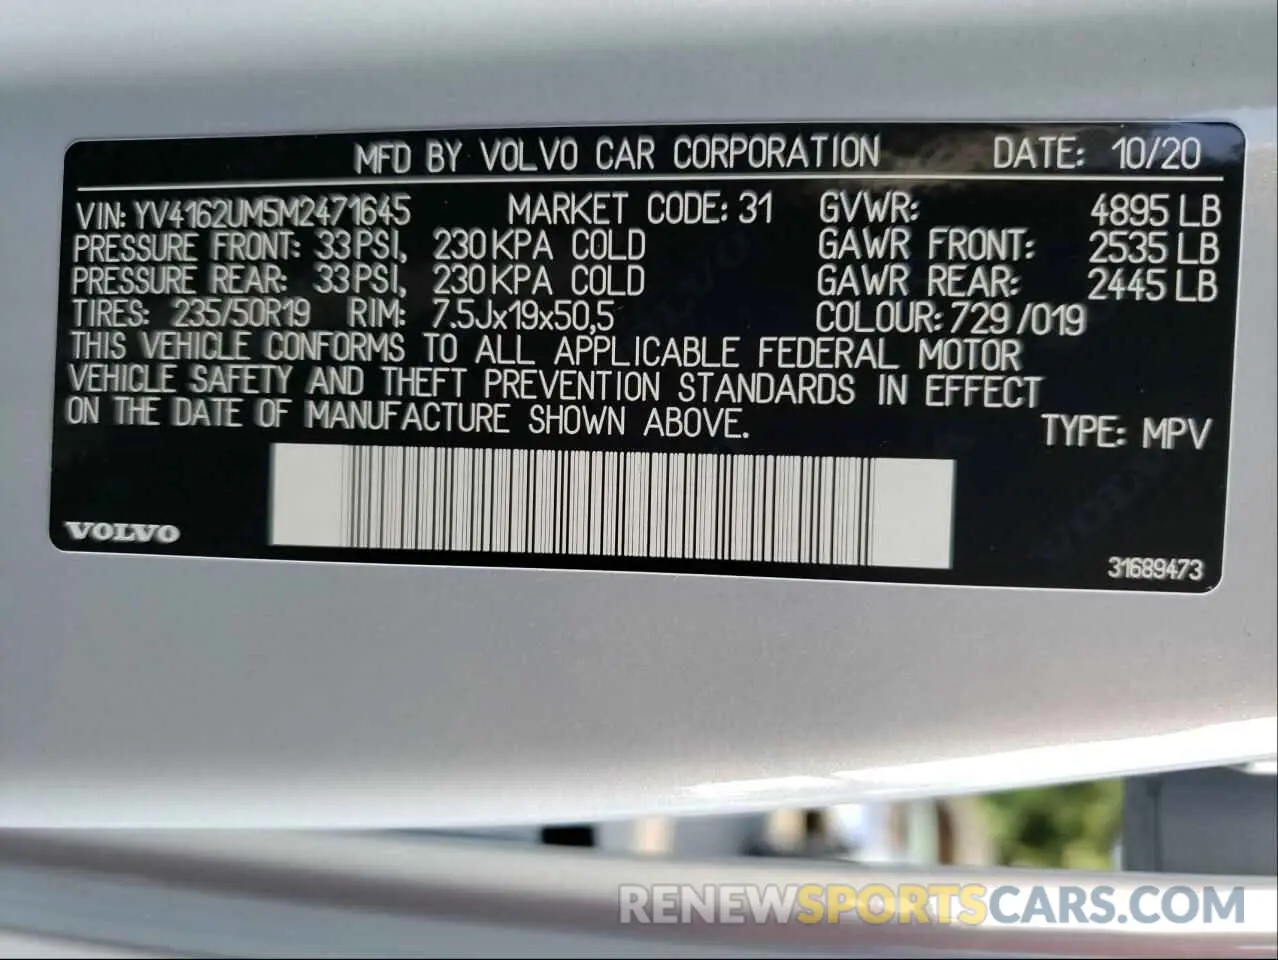 MFD BY VOLVO CAR CORPORATION DATE: 10/20
VIN: YV4162UM5M2471645 MARKET CODE: 31 GVWR: 4895 LB
PRESSURE FRONT: 33 PSI, 230 KPA COLD GAWR FRONT: 2535 LB
PRESSURE REAR: 33 PSI, 230 KPA COLD GAWR REAR: 2445 LB
TIRES: 235/50R19 RIM: 7.5Jx19x50,5 COLOUR: 729 /019
THIS VEHICLE CONFORMS TO ALL APPLICABLE FEDERAL MOTOR
VEHICLE SAFETY AND THEFT PREVENTION STANDARDS IN EFFECT
ON THE DATE OF MANUFACTURE SHOWN ABOVE. TYPE: MPV
VOLVO
31689473
RENEWSPORTSCARS.COM